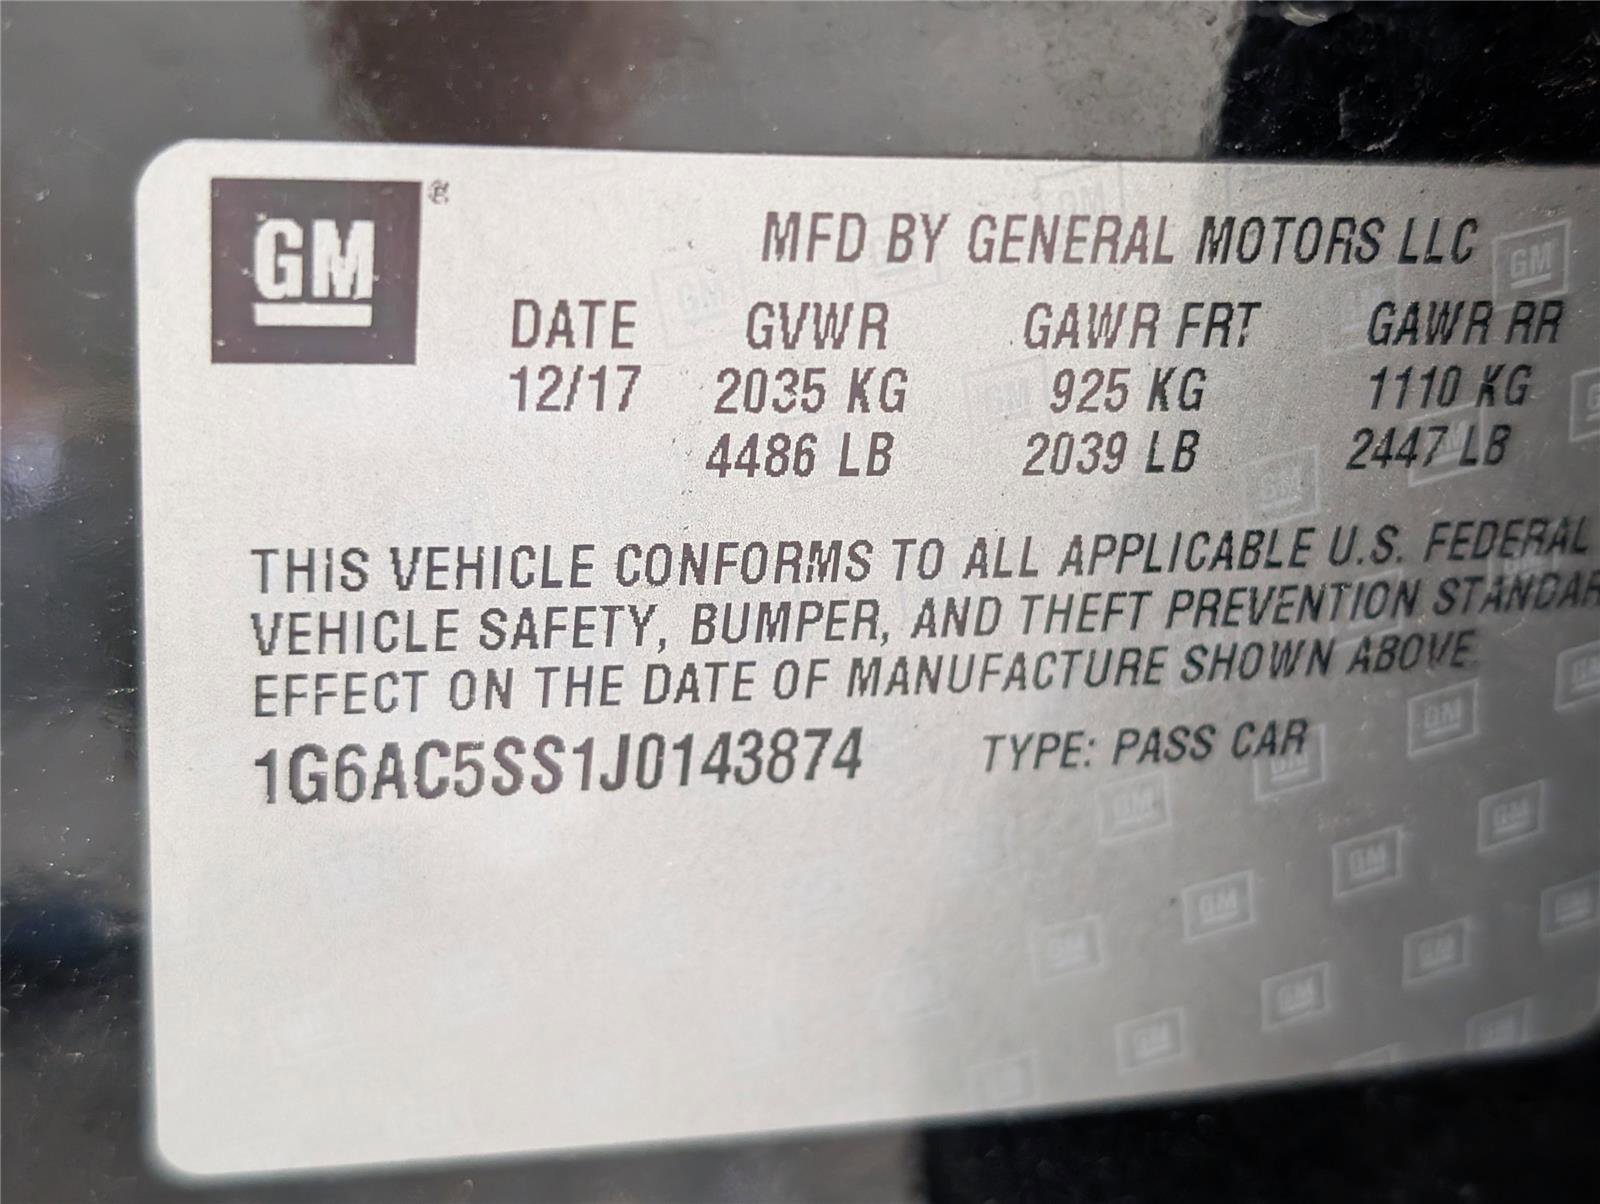 GM
MFD BY GENERAL MOTORS LLC
DATE GVWR GAWR FRT GAWR RR
12/17 2035 KG 925 KG 1110 KG
4486 LB 2039 LB 2447 LB
THIS VEHICLE CONFORMS TO ALL APPLICABLE U.S. FEDERAL
VEHICLE SAFETY, BUMPER, AND THEFT PREVENTION STANDAR
EFFECT ON THE DATE OF MANUFACTURE SHOWN ABOVE.
1G6AC5SS1J0143874 TYPE: PASS CAR